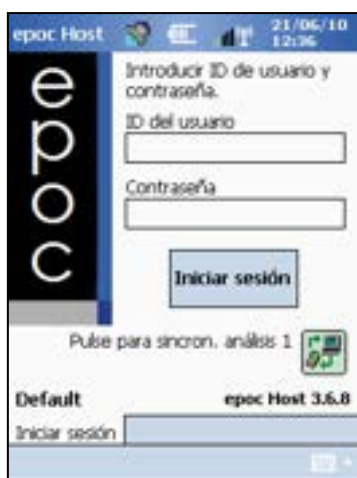 epoc Host
21/06/10
12:36
epoc
Introducir ID de usuario y
contraseña.
ID del usuario
Contraseña
Iniciar sesión
Pulse para sincron. análisis 1
Default
epoc Host 3.6.8
Iniciar sesión